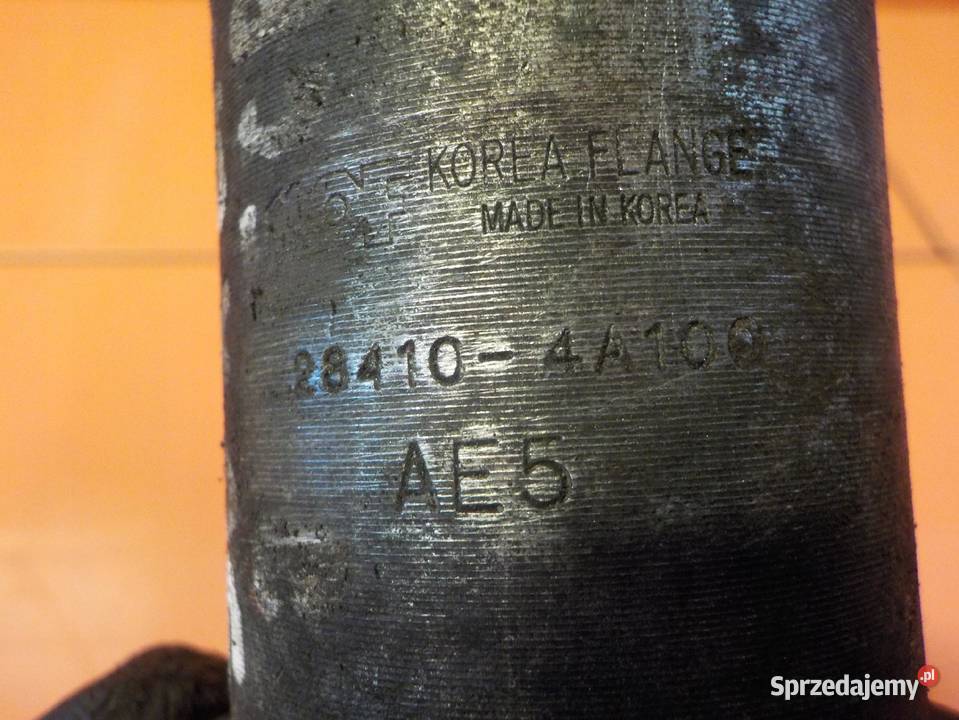 KOREA FLANGE
MADE IN KOREA
28410-4A100
AE5
Sprzedajemy.pl